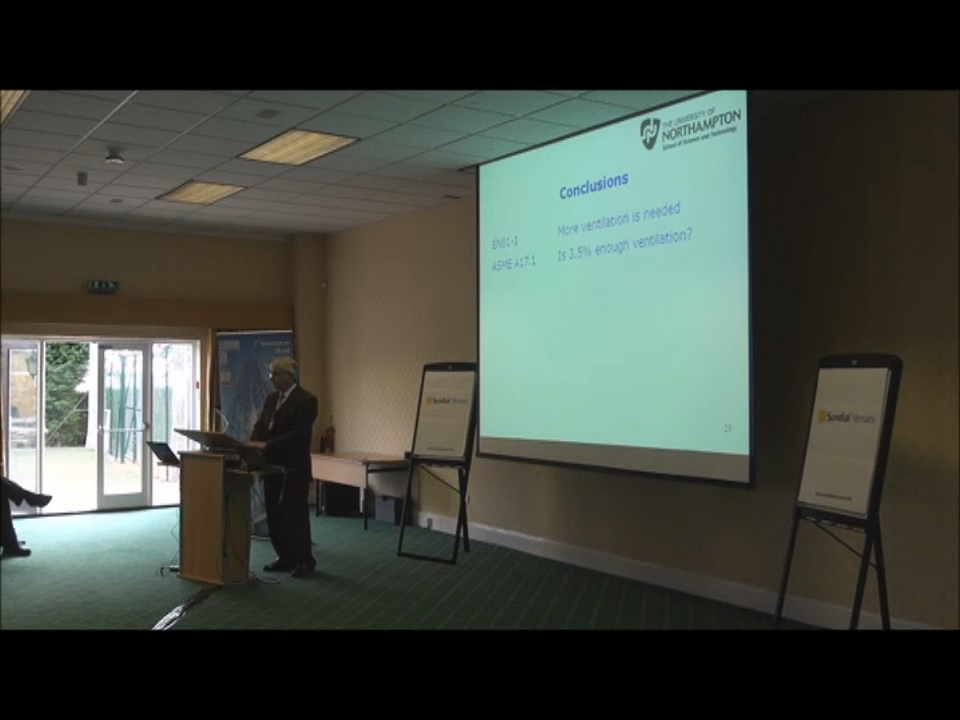 THE UNIVERSITY OF
NORTHAMPTON
School of Science and Technology
Conclusions
EN81-1 More ventilation is needed
ASME A17.1 Is 3.5% enough ventilation?
Sundial Venues
Sundial Venues